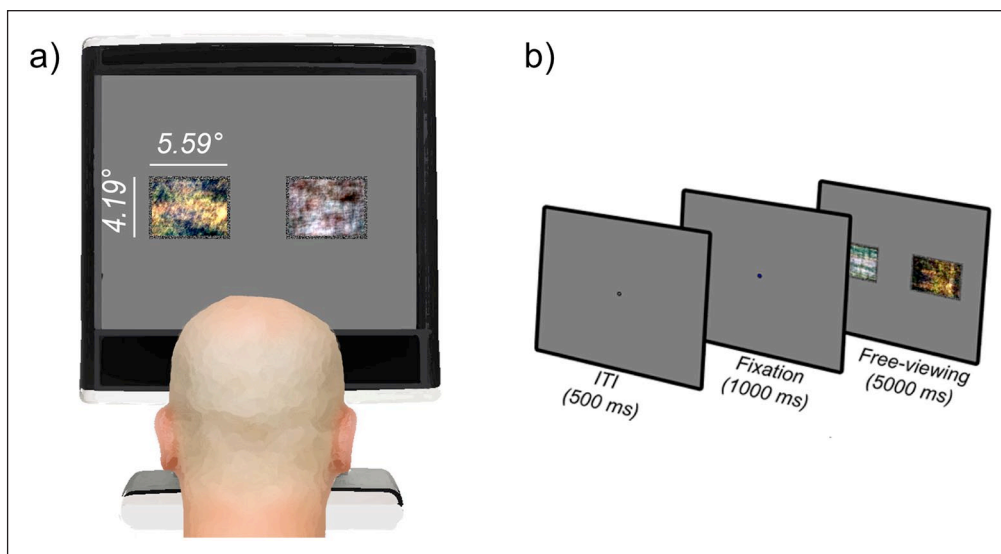 a)
5.59°
4.19°
b)
ITI
(500 ms)
Fixation
(1000 ms)
Free-viewing
(5000 ms)